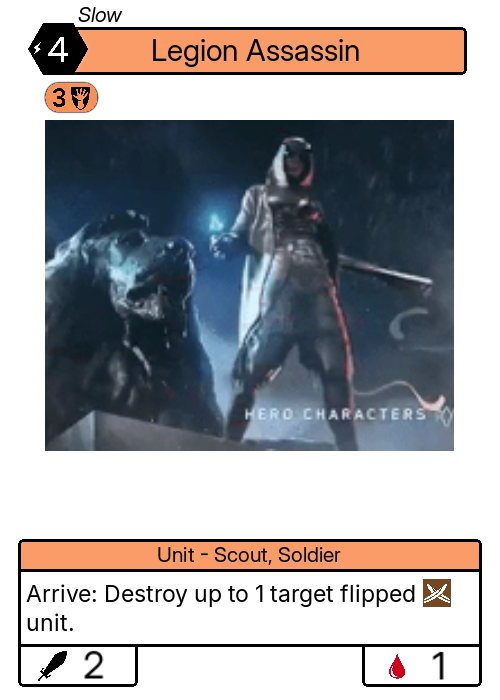 Slow
4
Legion Assassin
3
HERO CHARACTERS
Unit - Scout, Soldier
Arrive: Destroy up to 1 target flipped
unit.
2
1